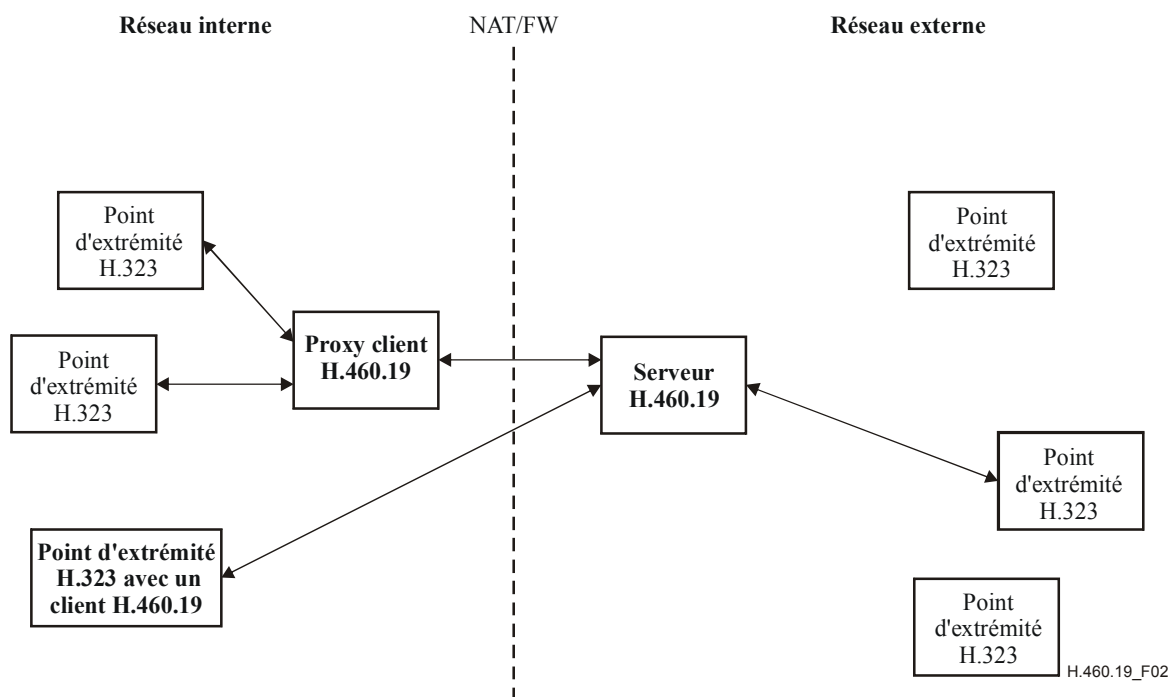 Réseau interne
NAT/FW
Réseau externe
Point
d'extrémité
H.323
Point
d'extrémité
H.323
Proxy client
H.460.19
Point
d'extrémité
H.323
Serveur
H.460.19
Point
d'extrémité
H.323
Point d'extrémité
H.323 avec un
client H.460.19
Point
d'extrémité
H.323
H.460.19_F02